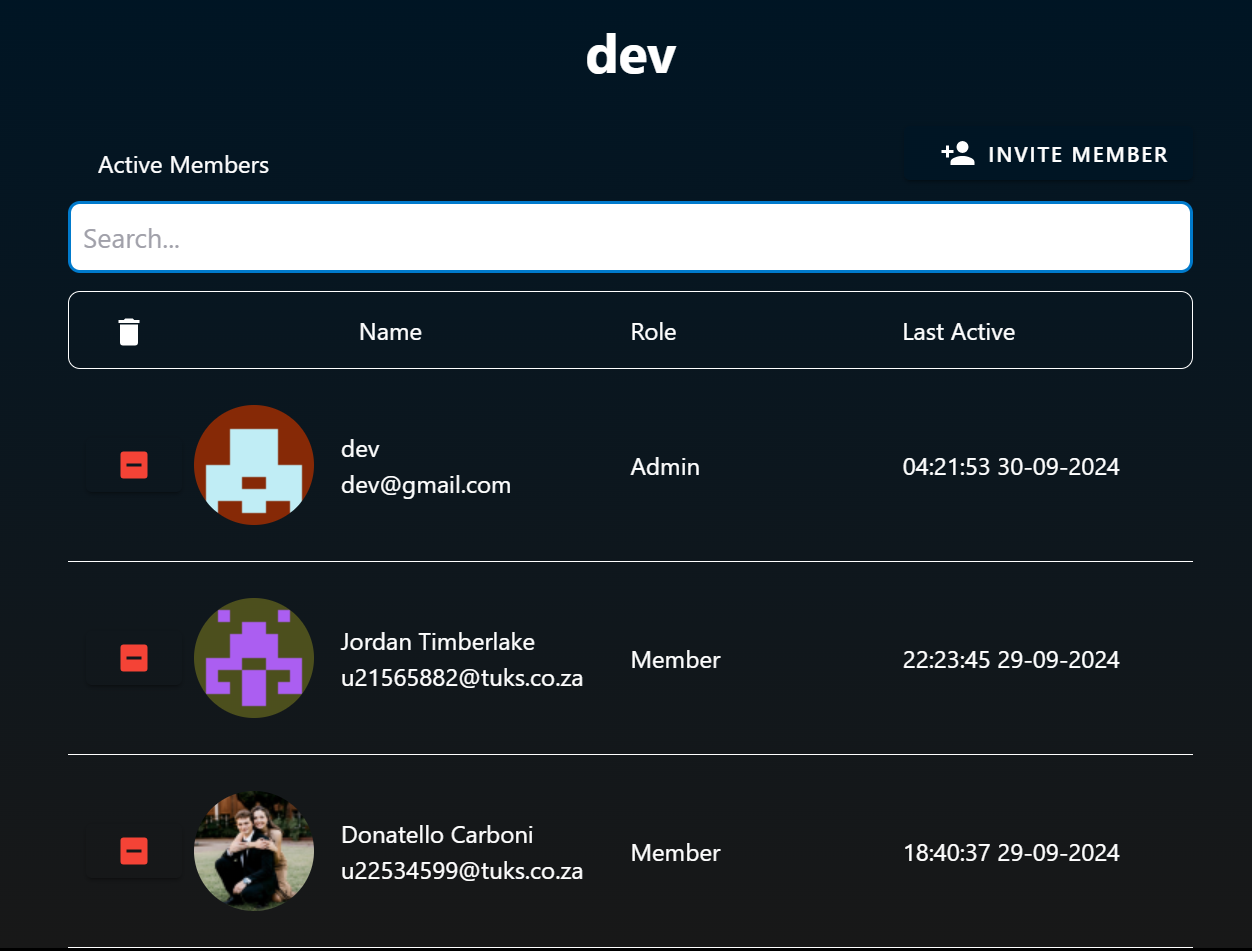 dev
Active Members
INVITE MEMBER
Search...
Name Role Last Active
dev
dev@gmail.com
Admin
04:21:53 30-09-2024
Jordan Timberlake
u21565882@tuks.co.za
Member
22:23:45 29-09-2024
Donatello Carboni
u22534599@tuks.co.za
Member
18:40:37 29-09-2024